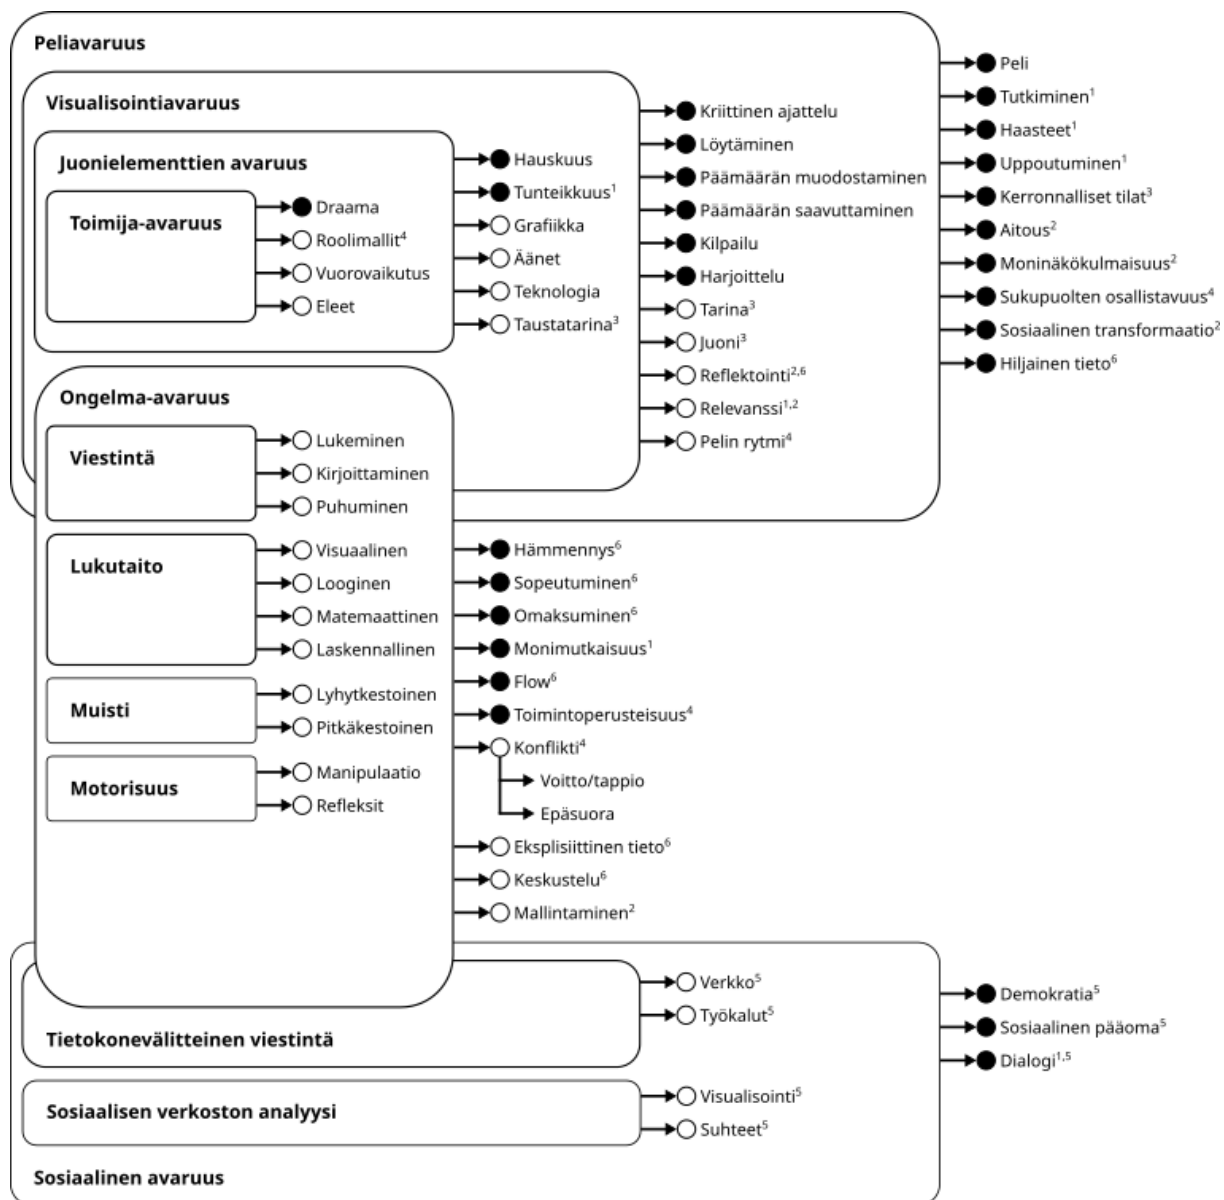 Peliavaruus
Visualisointiavaruus
Juonielementtien avaruus
Toimija-avaruus
Draama
Roolimallit⁴
Vuorovaikutus
Eleet
Hauskuus
Tunteikkuus¹
Grafiikka
Äänet
Teknologia
Taustatarina³
Kriittinen ajattelu
Löytäminen
Päämäärän muodostaminen
Päämäärän saavuttaminen
Kilpailu
Harjoittelu
Tarina³
Juoni³
Reflektointi²,⁶
Relevanssi¹,²
Pelin rytmi⁴
Peli
Tutkiminen¹
Haasteet¹
Uppoutuminen¹
Kerronnalliset tilat³
Aitous²
Moninäkökulmaisuus²
Sukupuolten osallistavuus⁴
Sosiaalinen transformaatio²
Hiljainen tieto⁶
Ongelma-avaruus
Viestintä
Lukeminen
Kirjoittaminen
Puhuminen
Lukutaito
Visuaalinen
Looginen
Matemaattinen
Laskennallinen
Muisti
Lyhytkestoinen
Pitkäkestoinen
Motorisuus
Manipulaatio
Refleksit
Hämmennys⁶
Sopeutuminen⁶
Omaksuminen⁶
Monimutkaisuus¹
Flow⁶
Toimintoperusteisuus⁴
Konflikti⁴
Voitto/tappio
Epäsuora
Eksplisiittinen tieto⁶
Keskustelu⁶
Mallintaminen²
Tietokonevälitteinen viestintä
Verkko⁵
Työkalut⁵
Sosiaalisen verkoston analyysi
Visualisointi⁵
Suhteet⁵
Sosiaalinen avaruus
Demokratia⁵
Sosiaalinen pääoma⁵
Dialogi¹,⁵